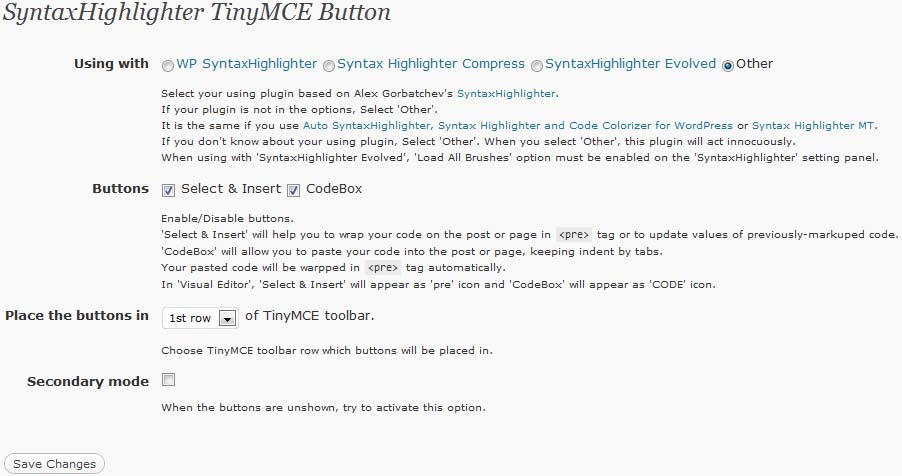 SyntaxHighlighter TinyMCE Button
Using with WP SyntaxHighlighter Syntax Highlighter Compress SyntaxHighlighter Evolved Other
Select your using plugin based on Alex Gorbatchev's SyntaxHighlighter.
If your plugin is not in the options, Select 'Other'.
It is the same if you use Auto SyntaxHighlighter, Syntax Highlighter and Code Colorizer for WordPress or Syntax Highlighter MT.
If you don't know about your using plugin, Select 'Other'. When you select 'Other', this plugin will act innocuously.
When using with 'SyntaxHighlighter Evolved', 'Load All Brushes' option must be enabled on the 'SyntaxHighlighter' setting panel.
Buttons Select & Insert CodeBox
Enable/Disable buttons.
'Select & Insert' will help you to wrap your code on the post or page in <pre> tag or to update values of previously-markuped code.
'CodeBox' will allow you to paste your code into the post or page, keeping indent by tabs.
Your pasted code will be warpped in <pre> tag automatically.
In 'Visual Editor', 'Select & Insert' will appear as 'pre' icon and 'CodeBox' will appear as 'CODE' icon.
Place the buttons in 1st row of TinyMCE toolbar.
Choose TinyMCE toolbar row which buttons will be placed in.
Secondary mode
When the buttons are unshown, try to activate this option.
Save Changes